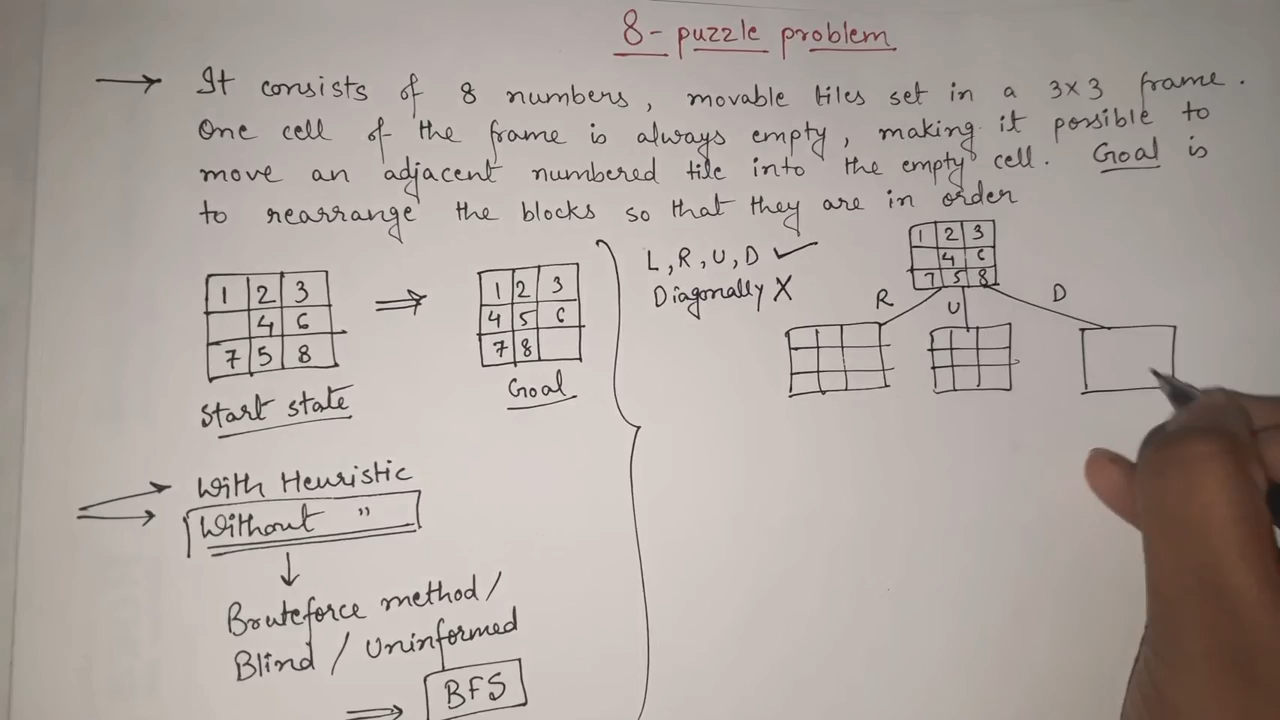 8- puzzle problem
→ It consists of 8 numbers, movable tiles set in a 3×3 frame.
One cell of the frame is always empty, making it possible to
move an adjacent numbered tile into the empty cell. Goal is
to rearrange the blocks so that they are in order
1 2 3
4 6
7 5 8
Start state
⇒
1 2 3
4 5 6
7 8
Goal
With Heuristic
Without "
↓
Bruteforce method/
Blind / Uninformed
⇒ BFS
L, R, U, D ✓
Diagonally X
1 2 3
4 6
7 5 8
R U D